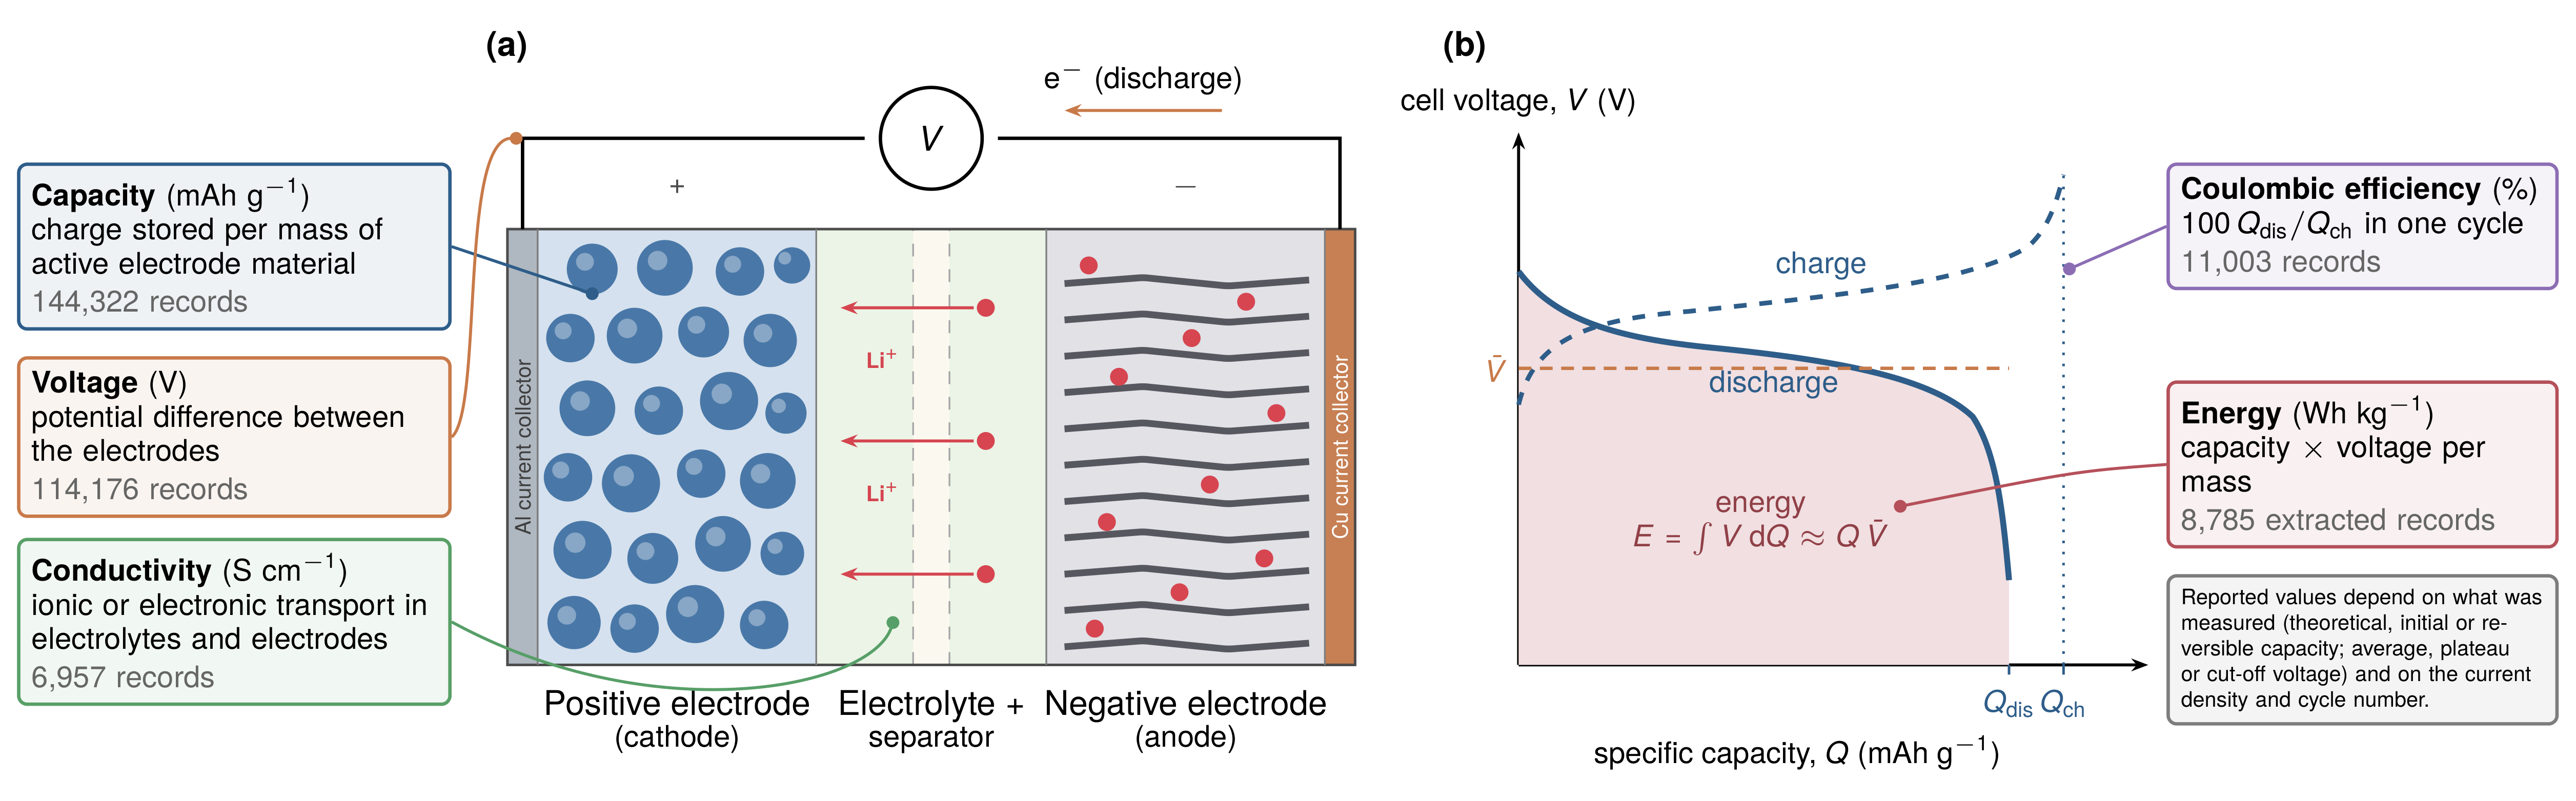 (a)
e⁻ (discharge)
V
+
−
Capacity (mAh g⁻¹)
charge stored per mass of
active electrode material
144,322 records
Voltage (V)
potential difference between
the electrodes
114,176 records
Conductivity (S cm⁻¹)
ionic or electronic transport in
electrolytes and electrodes
6,957 records
Al current collector
Li⁺
Li⁺
Cu current collector
Positive electrode
(cathode)
Electrolyte +
separator
Negative electrode
(anode)
(b)
cell voltage, V (V)
charge
V̄
discharge
energy
E = ∫ V dQ ≈ Q V̄
Q_dis Q_ch
specific capacity, Q (mAh g⁻¹)
Coulombic efficiency (%)
100 Q_dis/Q_ch in one cycle
11,003 records
Energy (Wh kg⁻¹)
capacity × voltage per
mass
8,785 extracted records
Reported values depend on what was
measured (theoretical, initial or re-
versible capacity; average, plateau
or cut-off voltage) and on the current
density and cycle number.